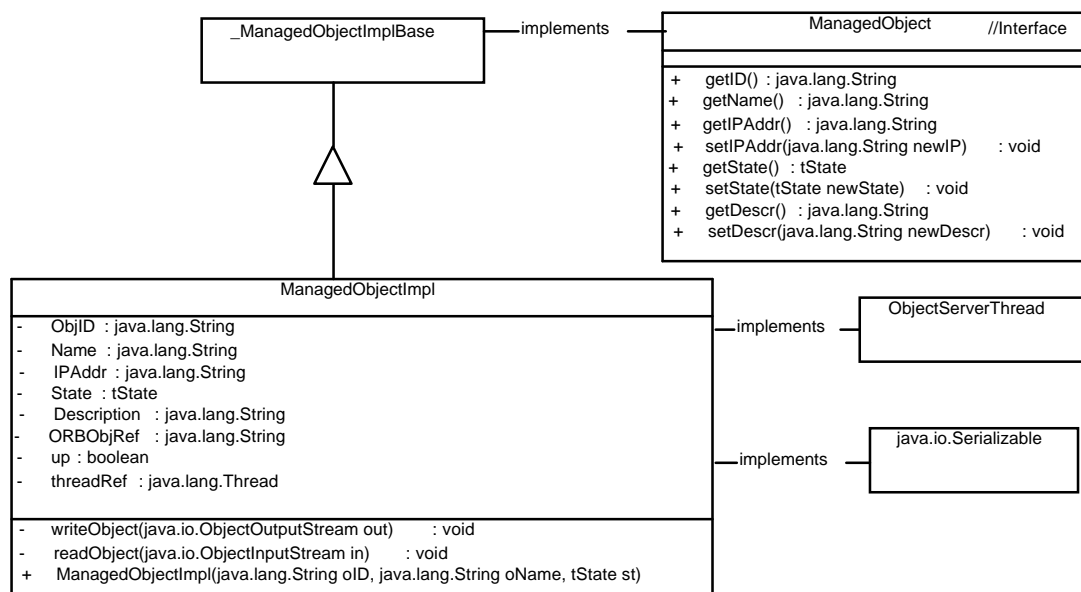 _ManagedObjectImplBase
implements
ManagedObject //Interface
+ getID() : java.lang.String
+ getName() : java.lang.String
+ getIPAddr() : java.lang.String
+ setIPAddr(java.lang.String newIP) : void
+ getState() : tState
+ setState(tState newState) : void
+ getDescr() : java.lang.String
+ setDescr(java.lang.String newDescr) : void
ManagedObjectImpl
- ObjID : java.lang.String
- Name : java.lang.String
- IPAddr : java.lang.String
- State : tState
- Description : java.lang.String
- ORBObjRef : java.lang.String
- up : boolean
- threadRef : java.lang.Thread
- writeObject(java.io.ObjectOutputStream out) : void
- readObject(java.io.ObjectInputStream in) : void
+ ManagedObjectImpl(java.lang.String oID, java.lang.String oName, tState st)
implements
ObjectServerThread
implements
java.io.Serializable